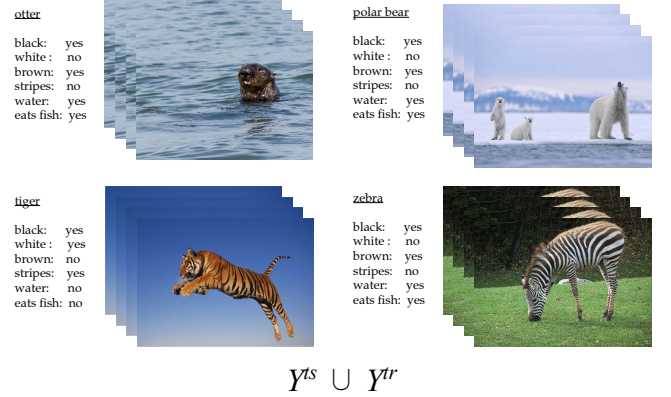 otter
black: yes
white : no
brown: yes
stripes: no
water: yes
eats fish: yes
polar bear
black: yes
white : no
brown: yes
stripes: no
water: yes
eats fish: yes
tiger
black: yes
white : yes
brown: no
stripes: yes
water: no
eats fish: no
zebra
black: yes
white : no
brown: yes
stripes: no
water: yes
eats fish: yes
Y^{ts} ∪ Y^{tr}